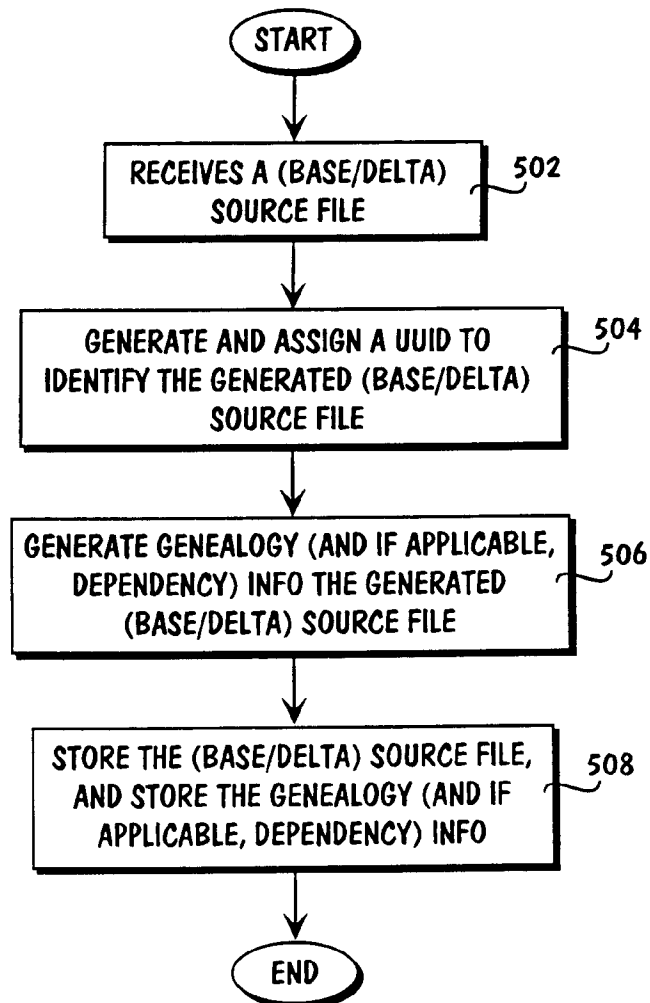 START
RECEIVES A (BASE/DELTA)
SOURCE FILE
502
GENERATE AND ASSIGN A UUID TO
IDENTIFY THE GENERATED (BASE/DELTA)
SOURCE FILE
504
GENERATE GENEALOGY (AND IF APPLICABLE,
DEPENDENCY) INFO THE GENERATED
(BASE/DELTA) SOURCE FILE
506
STORE THE (BASE/DELTA) SOURCE FILE,
AND STORE THE GENEALOGY (AND IF
APPLICABLE, DEPENDENCY) INFO
508
END